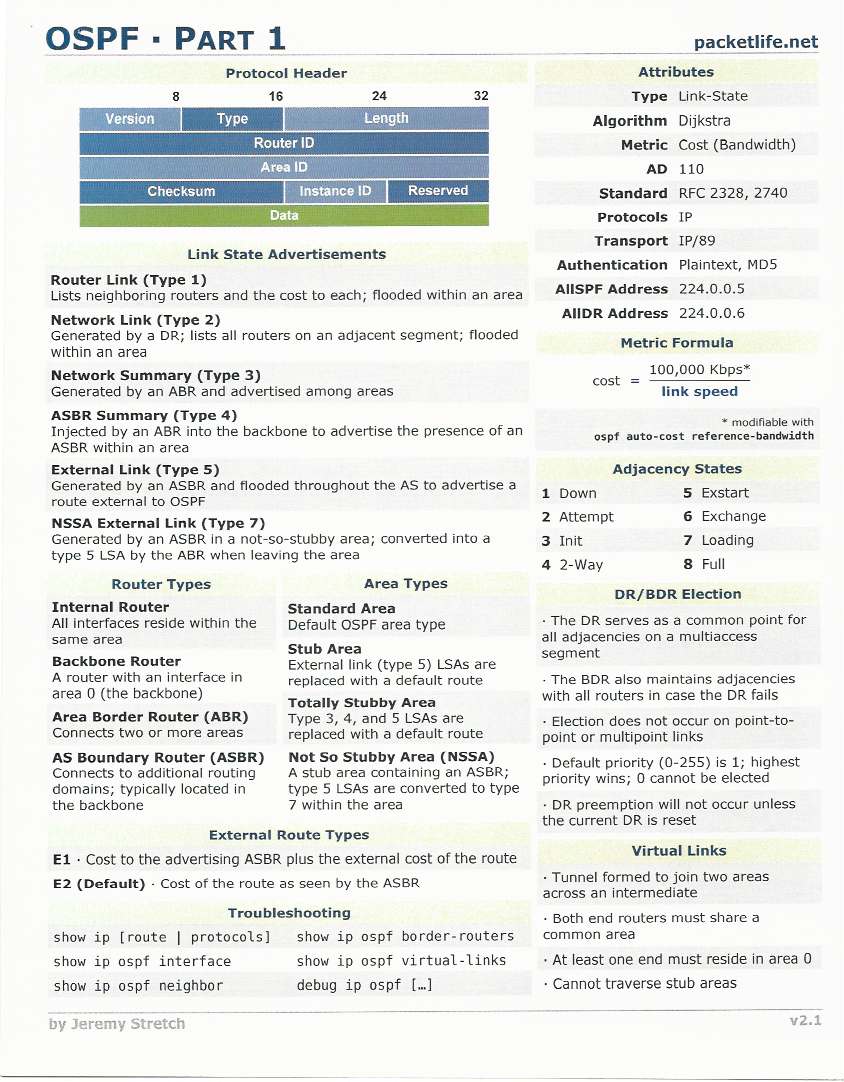 OSPF · PART 1
packetlife.net
Protocol Header
8 16 24 32
Version Type Length
Router ID
Area ID
Checksum Instance ID Reserved
Data
Link State Advertisements
Router Link (Type 1)
Lists neighboring routers and the cost to each; flooded within an area
Network Link (Type 2)
Generated by a DR; lists all routers on an adjacent segment; flooded
within an area
Network Summary (Type 3)
Generated by an ABR and advertised among areas
ASBR Summary (Type 4)
Injected by an ABR into the backbone to advertise the presence of an
ASBR within an area
External Link (Type 5)
Generated by an ASBR and flooded throughout the AS to advertise a
route external to OSPF
NSSA External Link (Type 7)
Generated by an ASBR in a not-so-stubby area; converted into a
type 5 LSA by the ABR when leaving the area
Router Types
Internal Router
All interfaces reside within the
same area
Backbone Router
A router with an interface in
area 0 (the backbone)
Area Border Router (ABR)
Connects two or more areas
AS Boundary Router (ASBR)
Connects to additional routing
domains; typically located in
the backbone
Area Types
Standard Area
Default OSPF area type
Stub Area
External link (type 5) LSAs are
replaced with a default route
Totally Stubby Area
Type 3, 4, and 5 LSAs are
replaced with a default route
Not So Stubby Area (NSSA)
A stub area containing an ASBR;
type 5 LSAs are converted to type
7 within the area
External Route Types
E1 · Cost to the advertising ASBR plus the external cost of the route
E2 (Default) · Cost of the route as seen by the ASBR
Troubleshooting
show ip [route | protocols]
show ip ospf interface
show ip ospf neighbor
show ip ospf border-routers
show ip ospf virtual-links
debug ip ospf […]
Attributes
Type Link-State
Algorithm Dijkstra
Metric Cost (Bandwidth)
AD 110
Standard RFC 2328, 2740
Protocols IP
Transport IP/89
Authentication Plaintext, MD5
AllSPF Address 224.0.0.5
AllDR Address 224.0.0.6
Metric Formula
cost = 100,000 Kbps*
link speed
* modifiable with
ospf auto-cost reference-bandwidth
Adjacency States
1 Down 5 Exstart
2 Attempt 6 Exchange
3 Init 7 Loading
4 2-Way 8 Full
DR/BDR Election
· The DR serves as a common point for
all adjacencies on a multiaccess
segment
· The BDR also maintains adjacencies
with all routers in case the DR fails
· Election does not occur on point-to-
point or multipoint links
· Default priority (0-255) is 1; highest
priority wins; 0 cannot be elected
· DR preemption will not occur unless
the current DR is reset
Virtual Links
· Tunnel formed to join two areas
across an intermediate
· Both end routers must share a
common area
· At least one end must reside in area 0
· Cannot traverse stub areas
by Jeremy Stretch
v2.1